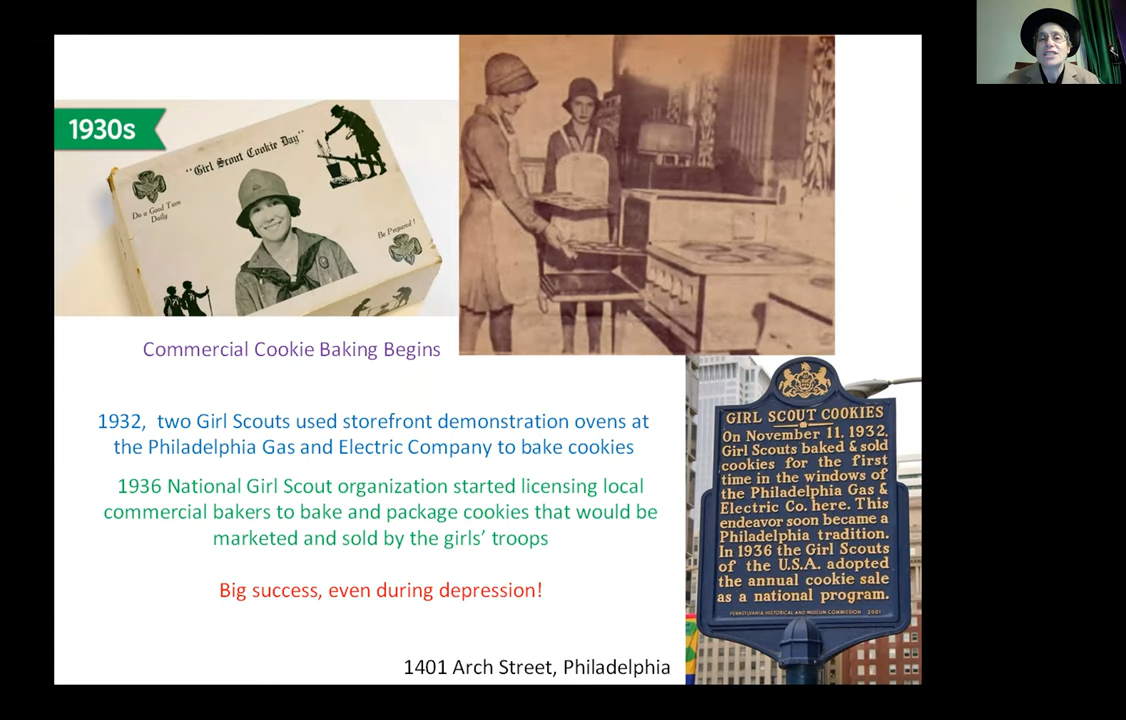 1930s
"Girl Scout Cookie Day"
Do a Good Turn
Daily
Be Prepared !
Commercial Cookie Baking Begins
1932,  two Girl Scouts used storefront demonstration ovens at
the Philadelphia Gas and Electric Company to bake cookies
1936 National Girl Scout organization started licensing local
commercial bakers to bake and package cookies that would be
marketed and sold by the girls’ troops
Big success, even during depression!
1401 Arch Street, Philadelphia
GIRL SCOUT COOKIES
On November 11, 1932,
Girl Scouts baked & sold
cookies for the first
time in the windows of
the Philadelphia Gas &
Electric Co. here. This
endeavor soon became a
Philadelphia tradition.
In 1936 the Girl Scouts
of the U.S.A. adopted
the annual cookie sale
as a national program.
PENNSYLVANIA HISTORICAL AND MUSEUM COMMISSION 2001